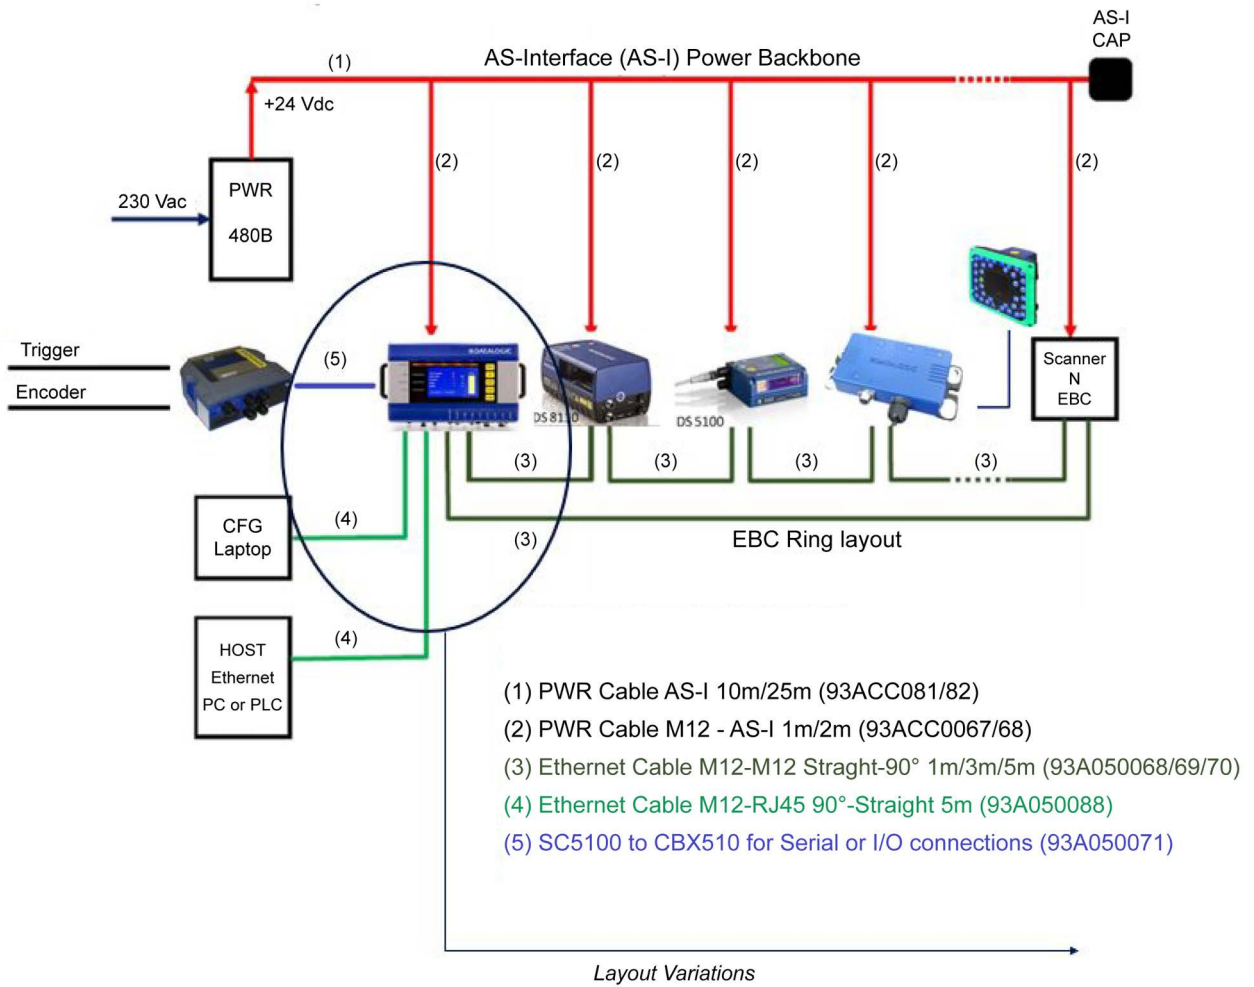 AS-I
CAP
AS-Interface (AS-I) Power Backbone
(1)
+24 Vdc
(2)
(2)
(2)
(2)
(2)
PWR
480B
230 Vac
Trigger
Encoder
(5)
DATALOGIC
DS 5100
Scanner
N
EBC
(3)
(3)
(3)
(3)
(3)
EBC Ring layout
CFG
Laptop
(4)
HOST
Ethernet
PC or PLC
(4)
(1) PWR Cable AS-I 10m/25m (93ACC081/82)
(2) PWR Cable M12 - AS-I 1m/2m (93ACC0067/68)
(3) Ethernet Cable M12-M12 Straght-90° 1m/3m/5m (93A050068/69/70)
(4) Ethernet Cable M12-RJ45 90°-Straight 5m (93A050088)
(5) SC5100 to CBX510 for Serial or I/O connections (93A050071)
Layout Variations